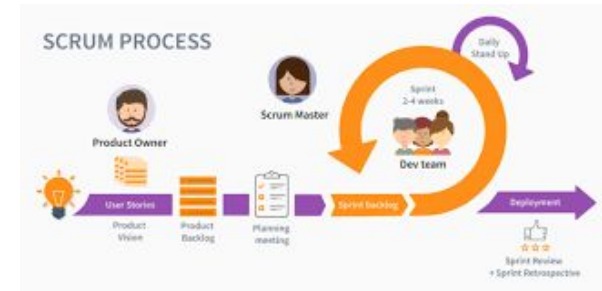 SCRUM PROCESS
Daily
Stand Up
Sprint
2-4 weeks
Scrum Master
Product Owner
Dev team
User Stories
Sprint Backlog
Deployment
Product
Vision
Product
Backlog
Planning
meeting
Sprint Review
+ Sprint Retrospective